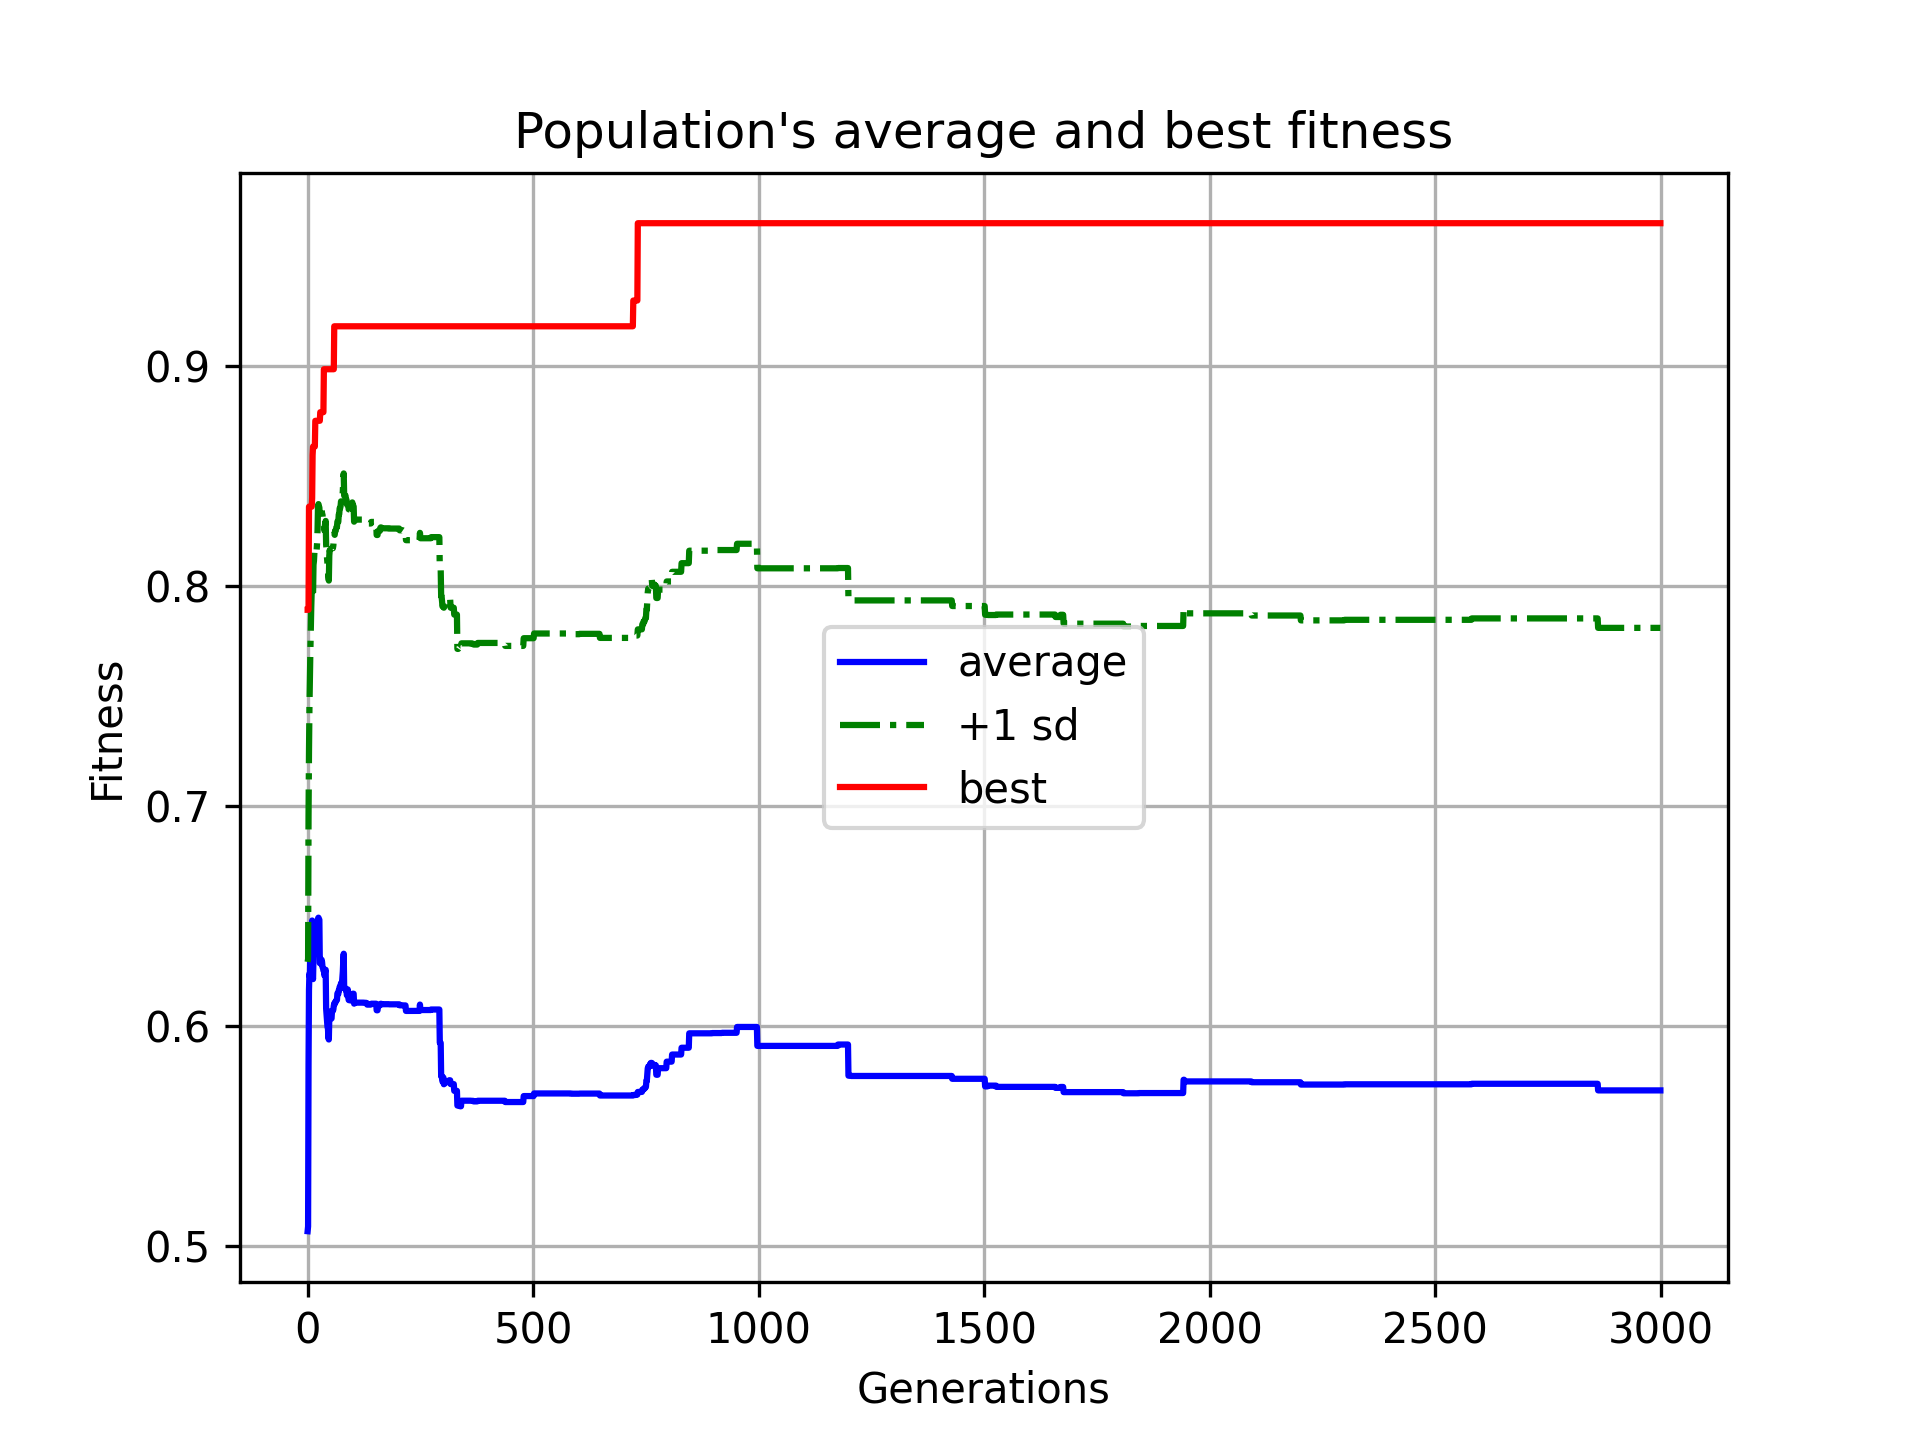 Population's average and best fitness
Fitness
0.9
0.8
0.7
0.6
0.5
average
+1 sd
best
0 500 1000 1500 2000 2500 3000
Generations